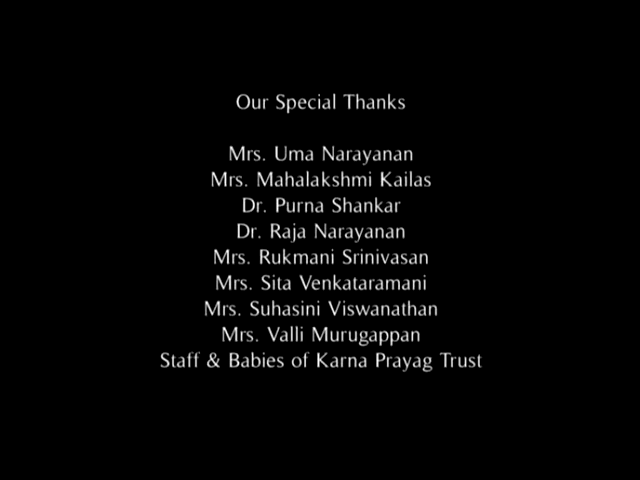 Our Special Thanks
Mrs. Uma Narayanan
Mrs. Mahalakshmi Kailas
Dr. Purna Shankar
Dr. Raja Narayanan
Mrs. Rukmani Srinivasan
Mrs. Sita Venkataramani
Mrs. Suhasini Viswanathan
Mrs. Valli Murugappan
Staff & Babies of Karna Prayag Trust